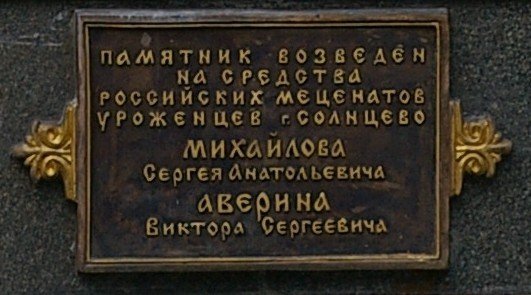 ПАМЯТНИК ВОЗВЕДЕН
НА СРЕДСТВА
РОССИЙСКИХ МЕЦЕНАТОВ
УРОЖЕНЦЕВ г. СОЛНЦЕВО
МИХАЙЛОВА
СЕРГЕЯ АНАТОЛЬЕВИЧА
АВЕРИНА
ВИКТОРА СЕРГЕЕВИЧА